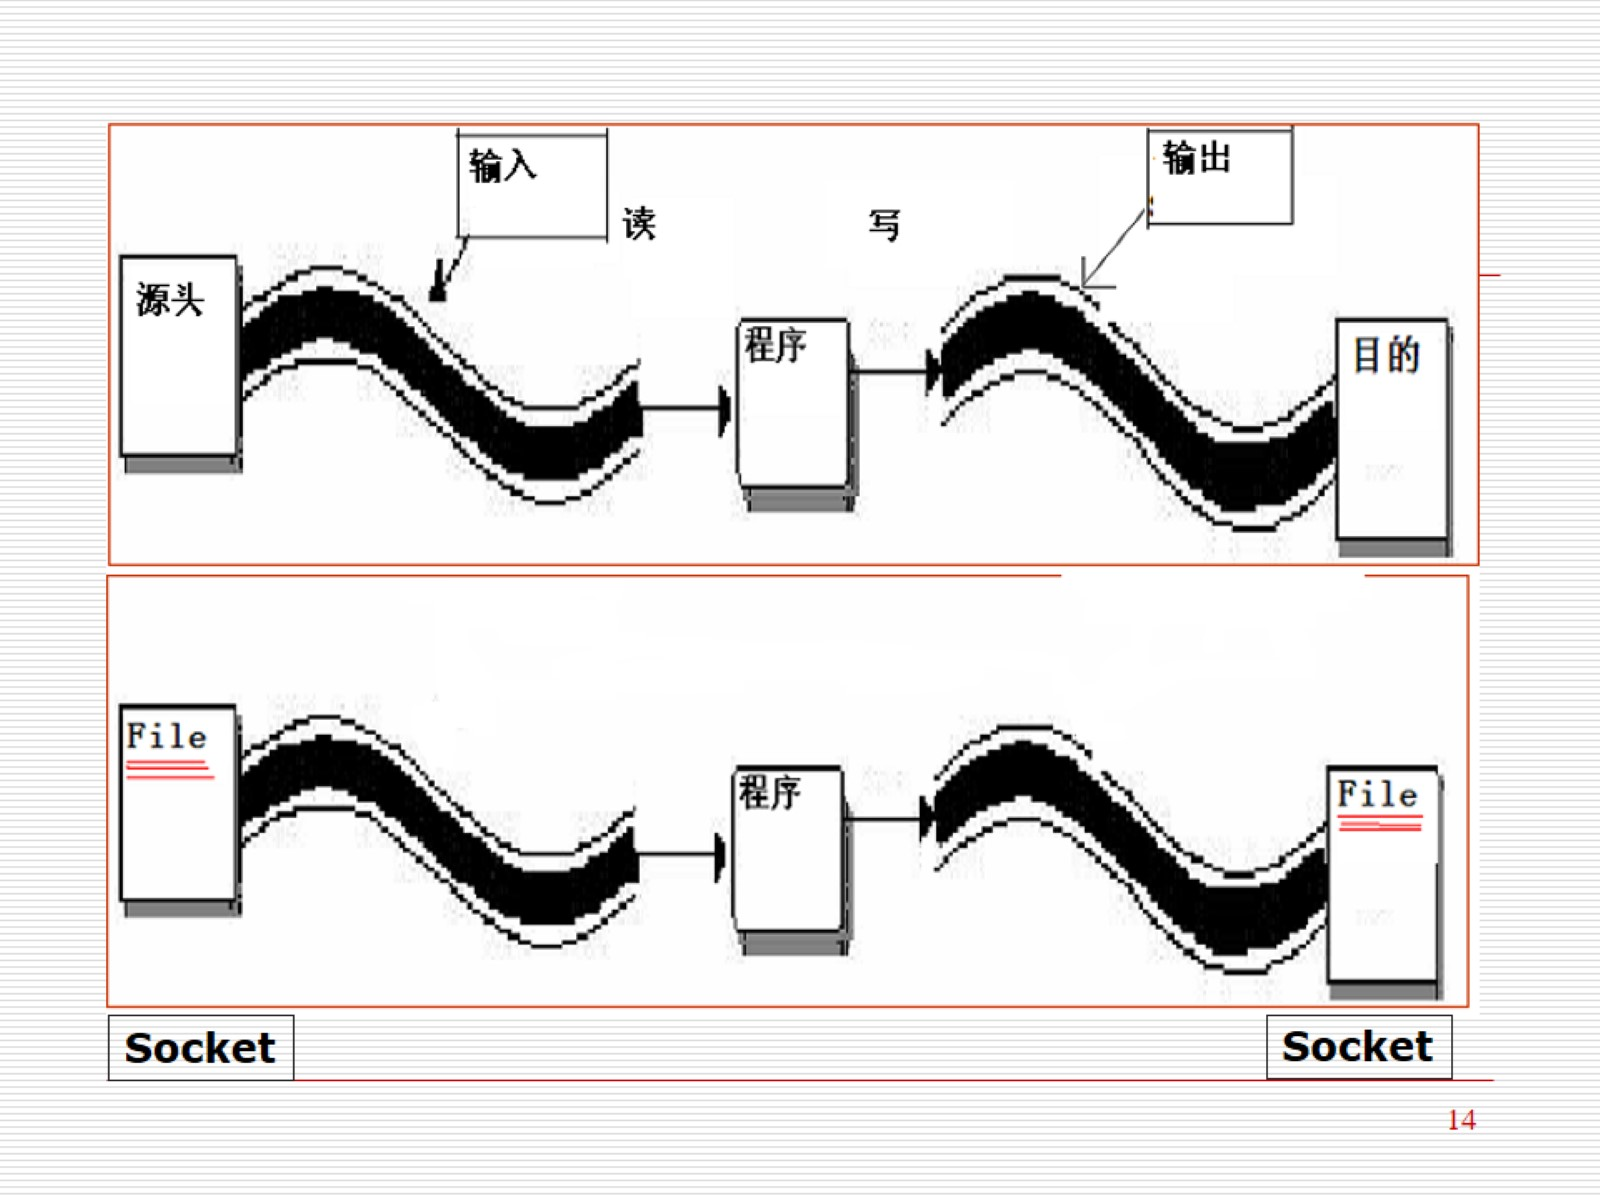 输入
输出
读
写
源头
程序
目的
File
程序
File
Socket
Socket
14